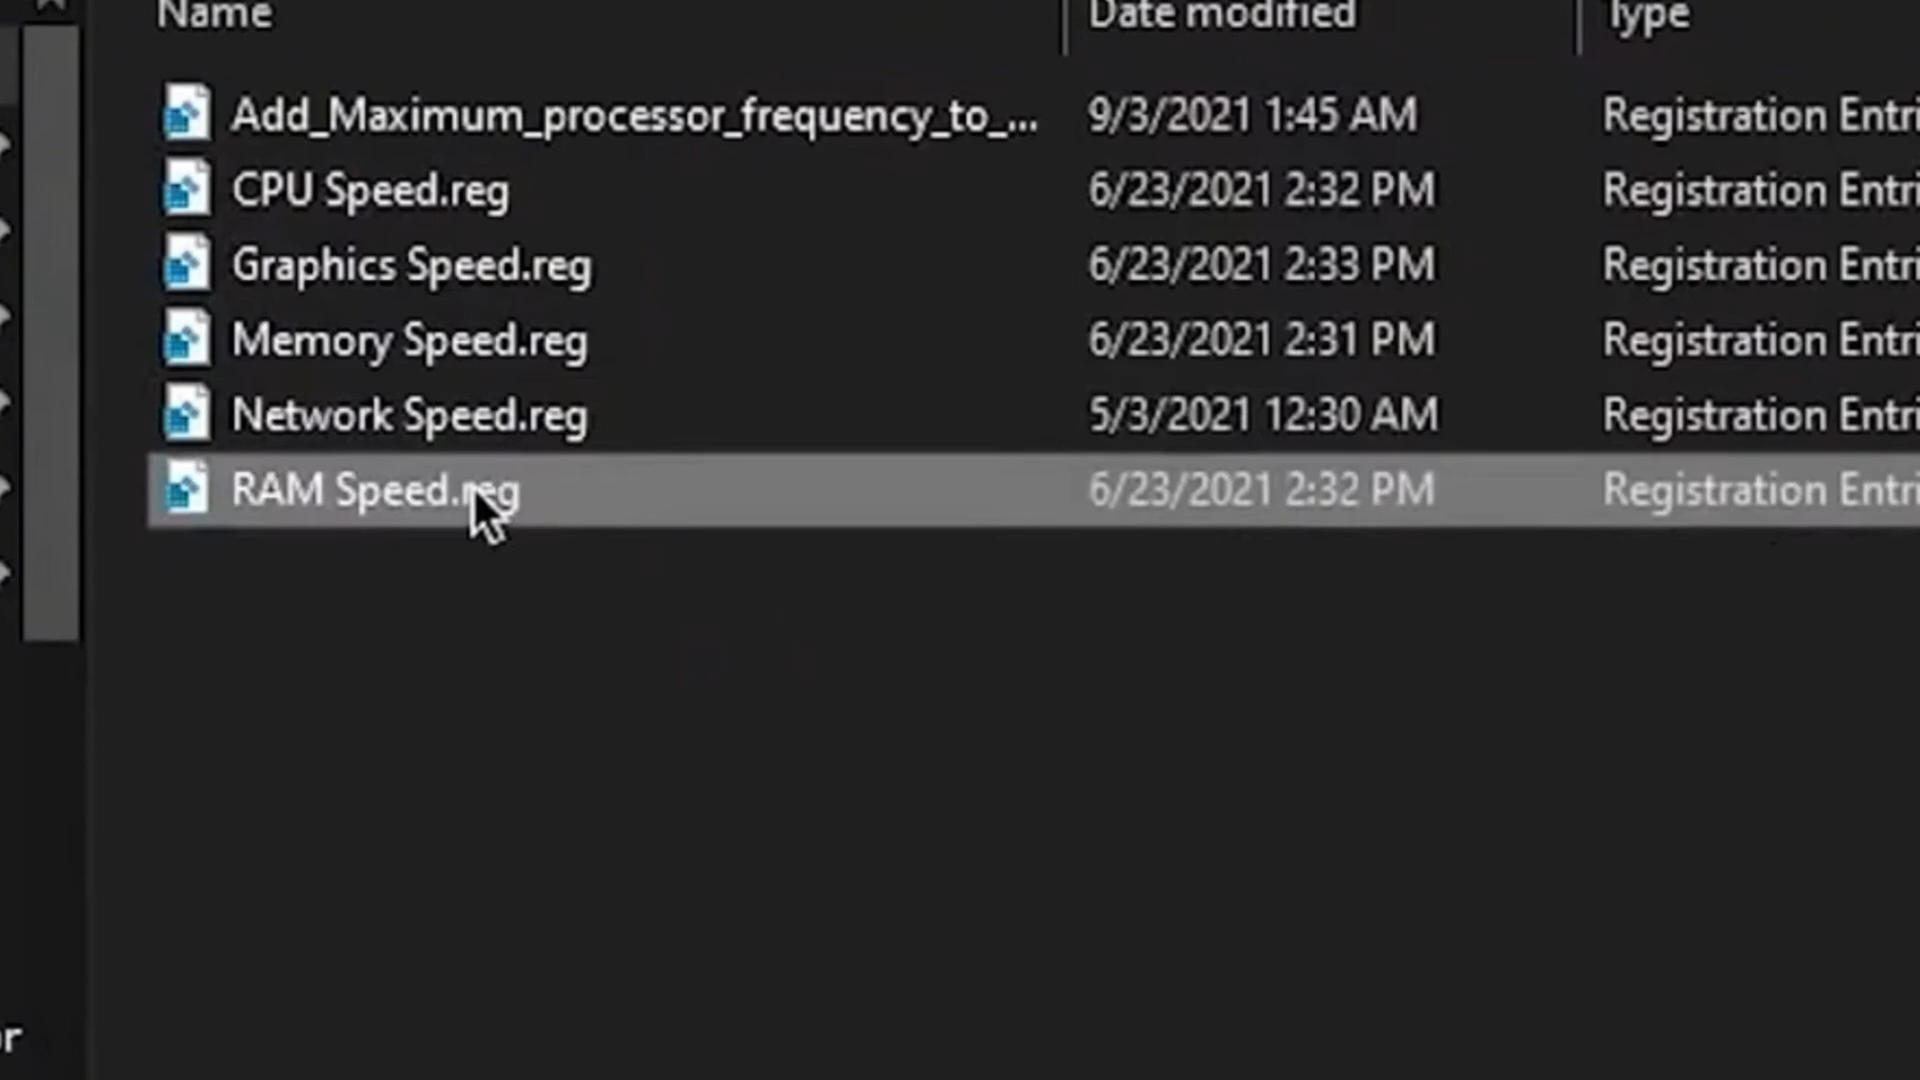 Name Date modified Type
Add_Maximum_processor_frequency_to_... 9/3/2021 1:45 AM Registration Entri
CPU Speed.reg 6/23/2021 2:32 PM Registration Entri
Graphics Speed.reg 6/23/2021 2:33 PM Registration Entri
Memory Speed.reg 6/23/2021 2:31 PM Registration Entri
Network Speed.reg 5/3/2021 12:30 AM Registration Entri
RAM Speed.reg 6/23/2021 2:32 PM Registration Entri
or